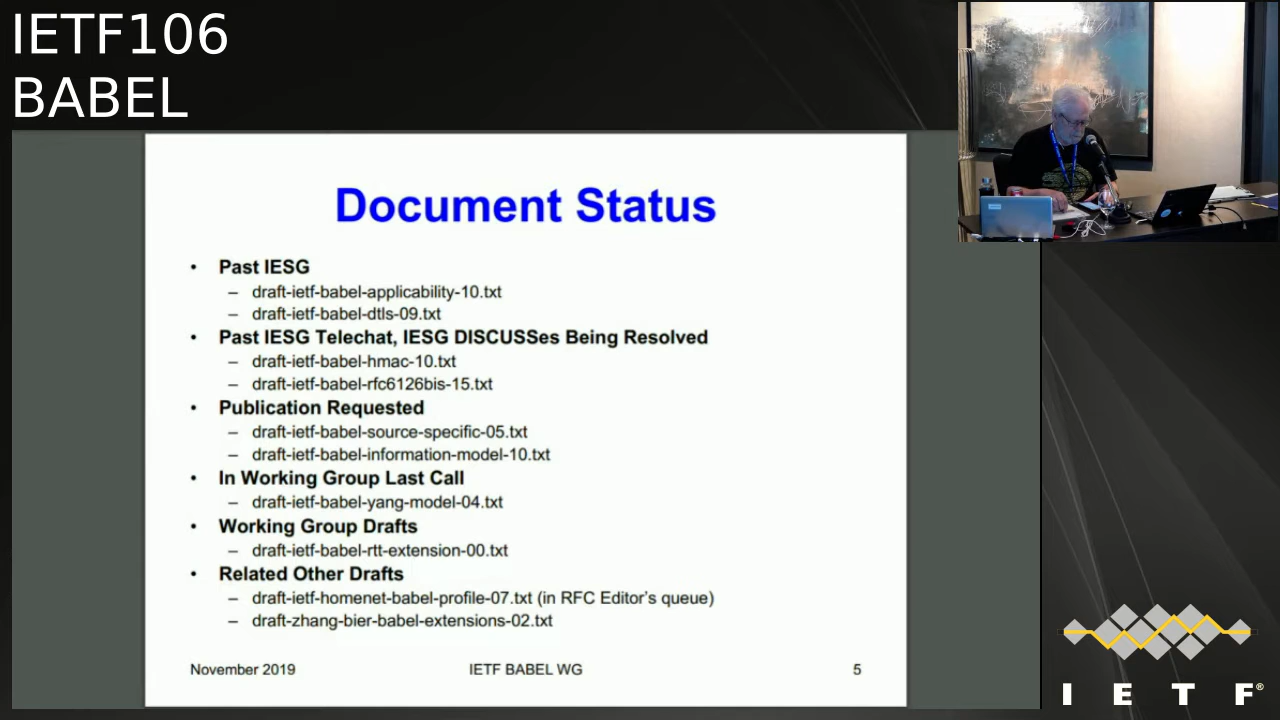 IETF106
BABEL
Document Status
• Past IESG
– draft-ietf-babel-applicability-10.txt
– draft-ietf-babel-dtls-09.txt
• Past IESG Telechat, IESG DISCUSSes Being Resolved
– draft-ietf-babel-hmac-10.txt
– draft-ietf-babel-rfc6126bis-15.txt
• Publication Requested
– draft-ietf-babel-source-specific-05.txt
– draft-ietf-babel-information-model-10.txt
• In Working Group Last Call
– draft-ietf-babel-yang-model-04.txt
• Working Group Drafts
– draft-ietf-babel-rtt-extension-00.txt
• Related Other Drafts
– draft-ietf-homenet-babel-profile-07.txt (in RFC Editor’s queue)
– draft-zhang-bier-babel-extensions-02.txt
November 2019 IETF BABEL WG 5
I E T F®